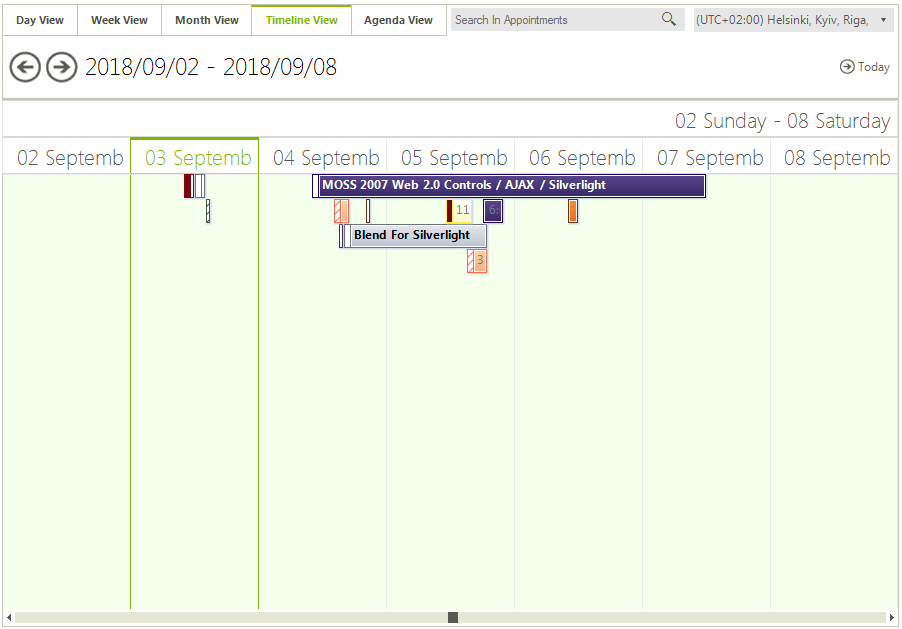 Day View Week View Month View Timeline View Agenda View Search In Appointments (UTC+02:00) Helsinki, Kyiv, Riga,
2018/09/02 - 2018/09/08 Today
02 Sunday - 08 Saturday
02 Septemb 03 Septemb 04 Septemb 05 Septemb 06 Septemb 07 Septemb 08 Septemb
MOSS 2007 Web 2.0 Controls / AJAX / Silverlight
11 6:
Blend For Silverlight
3